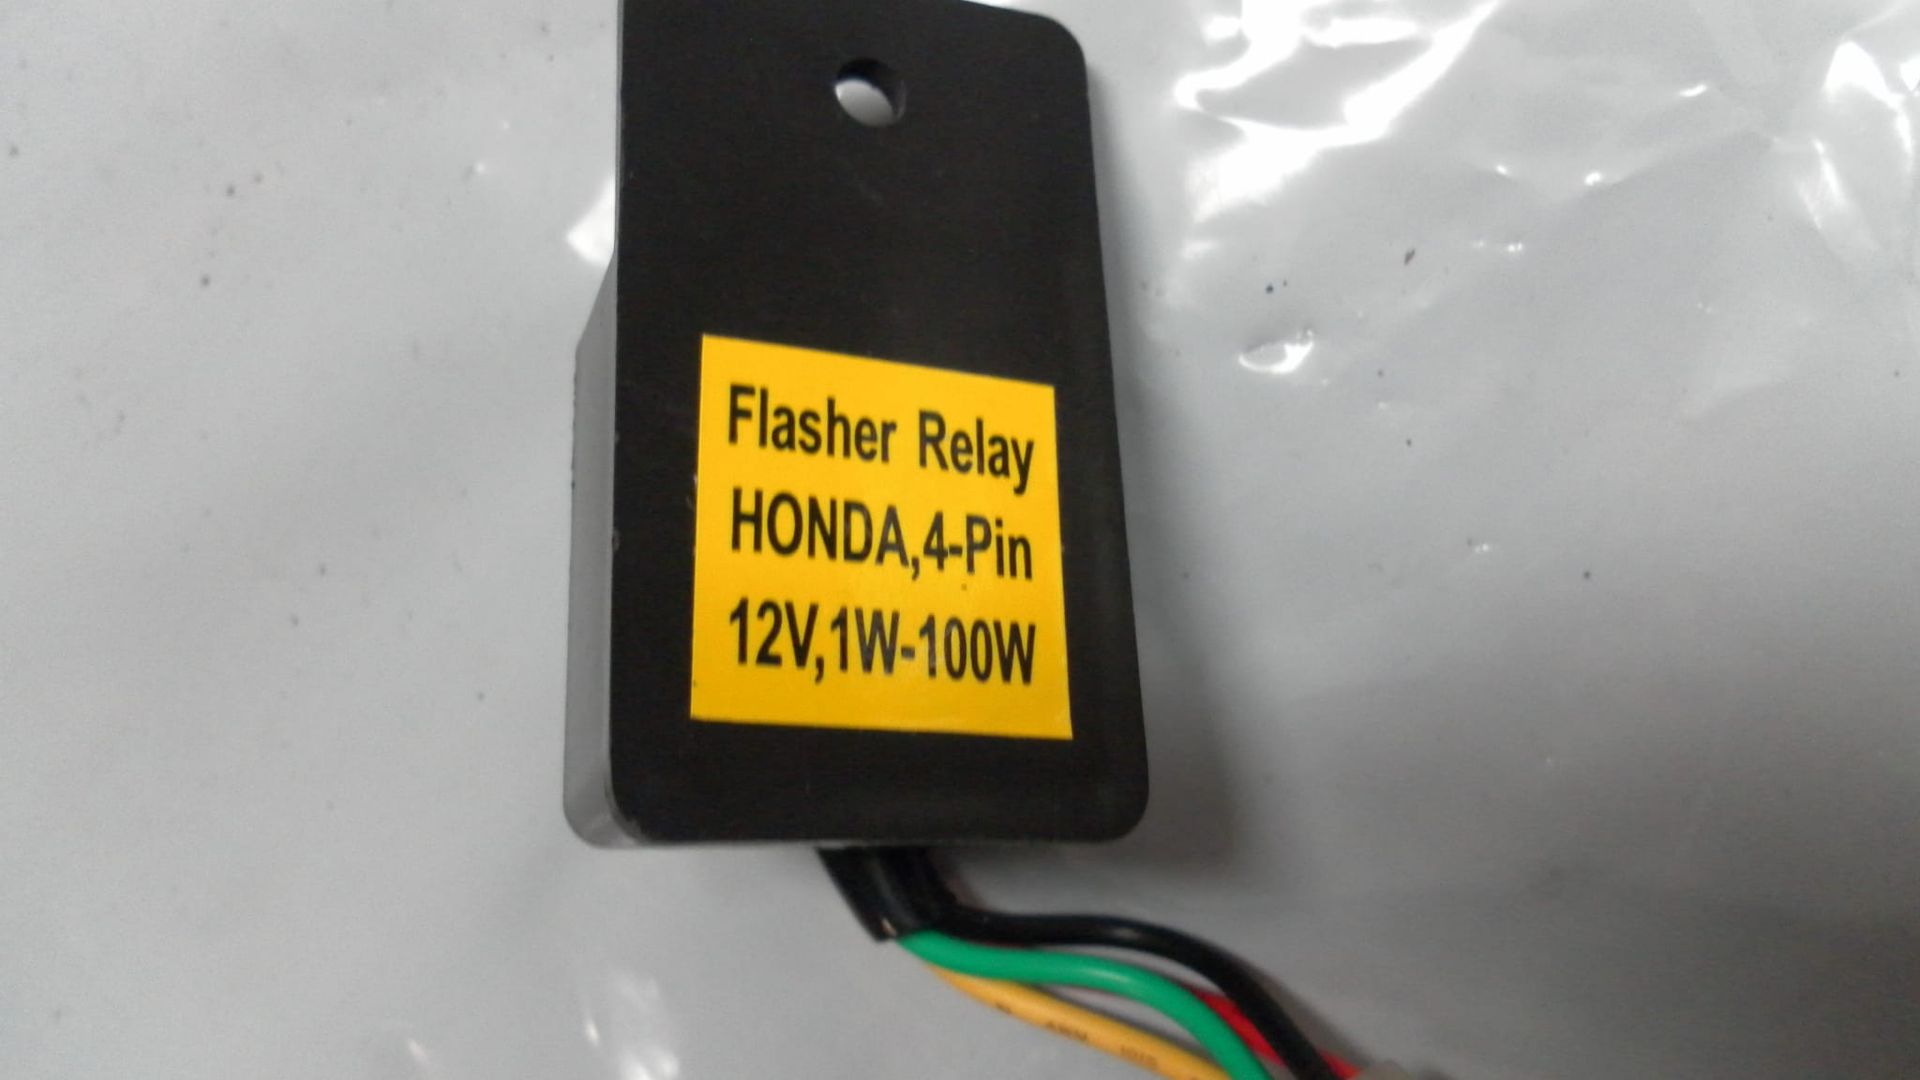 Flasher Relay
HONDA,4-Pin
12V,1W-100W